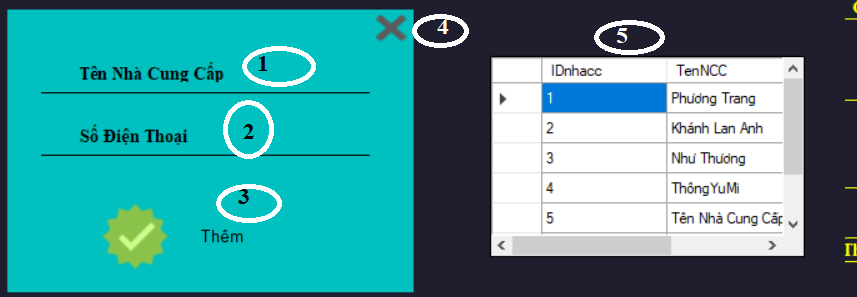 4
Tên Nhà Cung Cấp 1
Số Điện Thoại 2
3
Thêm
5
IDnhacc TenNCC
1 Phương Trang
2 Khánh Lan Anh
3 Như Thương
4 ThôngYuMi
5 Tên Nhà Cung Cấp